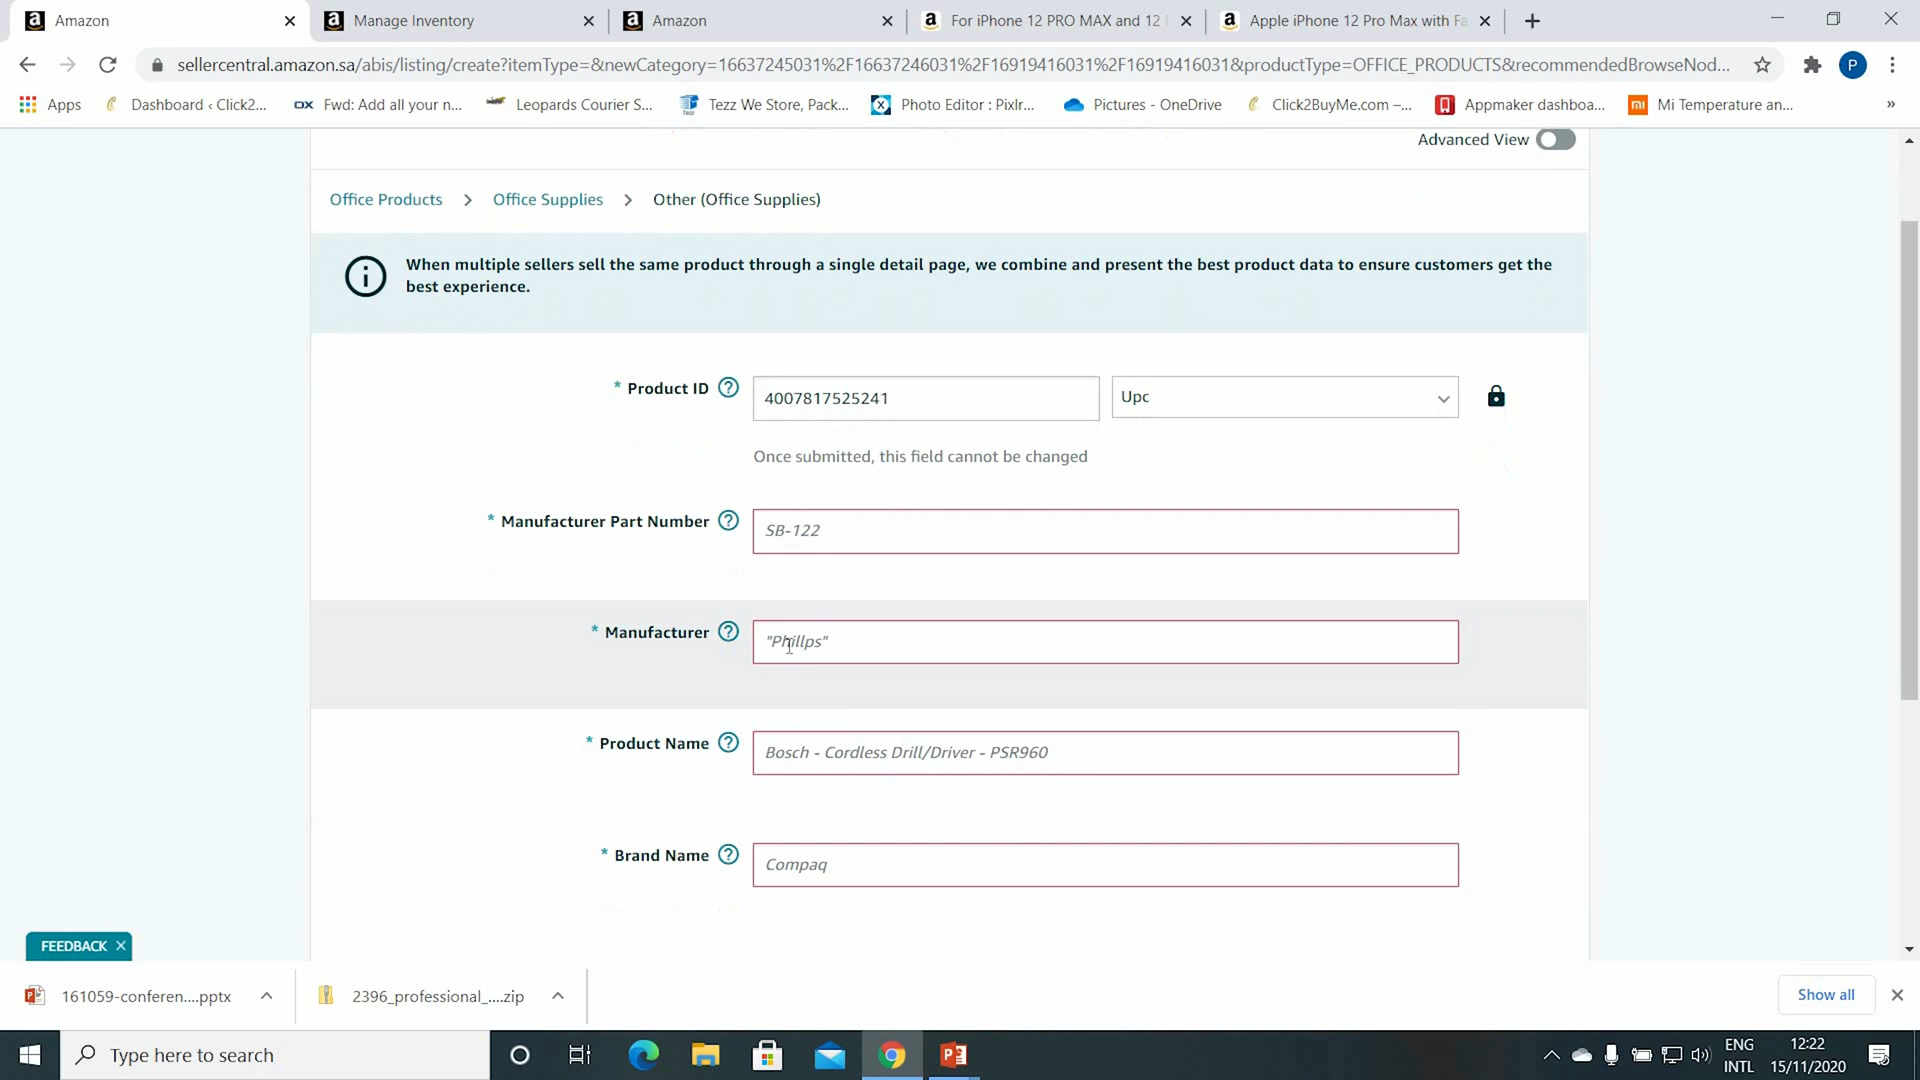 Amazon
Manage Inventory
Amazon
For iPhone 12 PRO MAX and 12
Apple iPhone 12 Pro Max with Fa
sellercentral.amazon.sa/abis/listing/create?itemType=&newCategory=16637245031%2F16637246031%2F16919416031%2F16919416031&productType=OFFICE_PRODUCTS&recommendedBrowseNod...
P
Apps
Dashboard ‹ Click2...
Fwd: Add all your n...
Leopards Courier S...
Tezz We Store, Pack...
Photo Editor : Pixlr...
Pictures - OneDrive
Click2BuyMe.com –...
Appmaker dashboa...
Mi Temperature an...
»
Advanced View
Office Products > Office Supplies > Other (Office Supplies)
When multiple sellers sell the same product through a single detail page, we combine and present the best product data to ensure customers get the
best experience.
* Product ID
4007817525241
Upc
Once submitted, this field cannot be changed
* Manufacturer Part Number
SB-122
* Manufacturer
"Phillps"
* Product Name
Bosch - Cordless Drill/Driver - PSR960
* Brand Name
Compaq
FEEDBACK
161059-conferen....pptx
2396_professional_....zip
Show all
Type here to search
ENG
INTL
12:22
15/11/2020